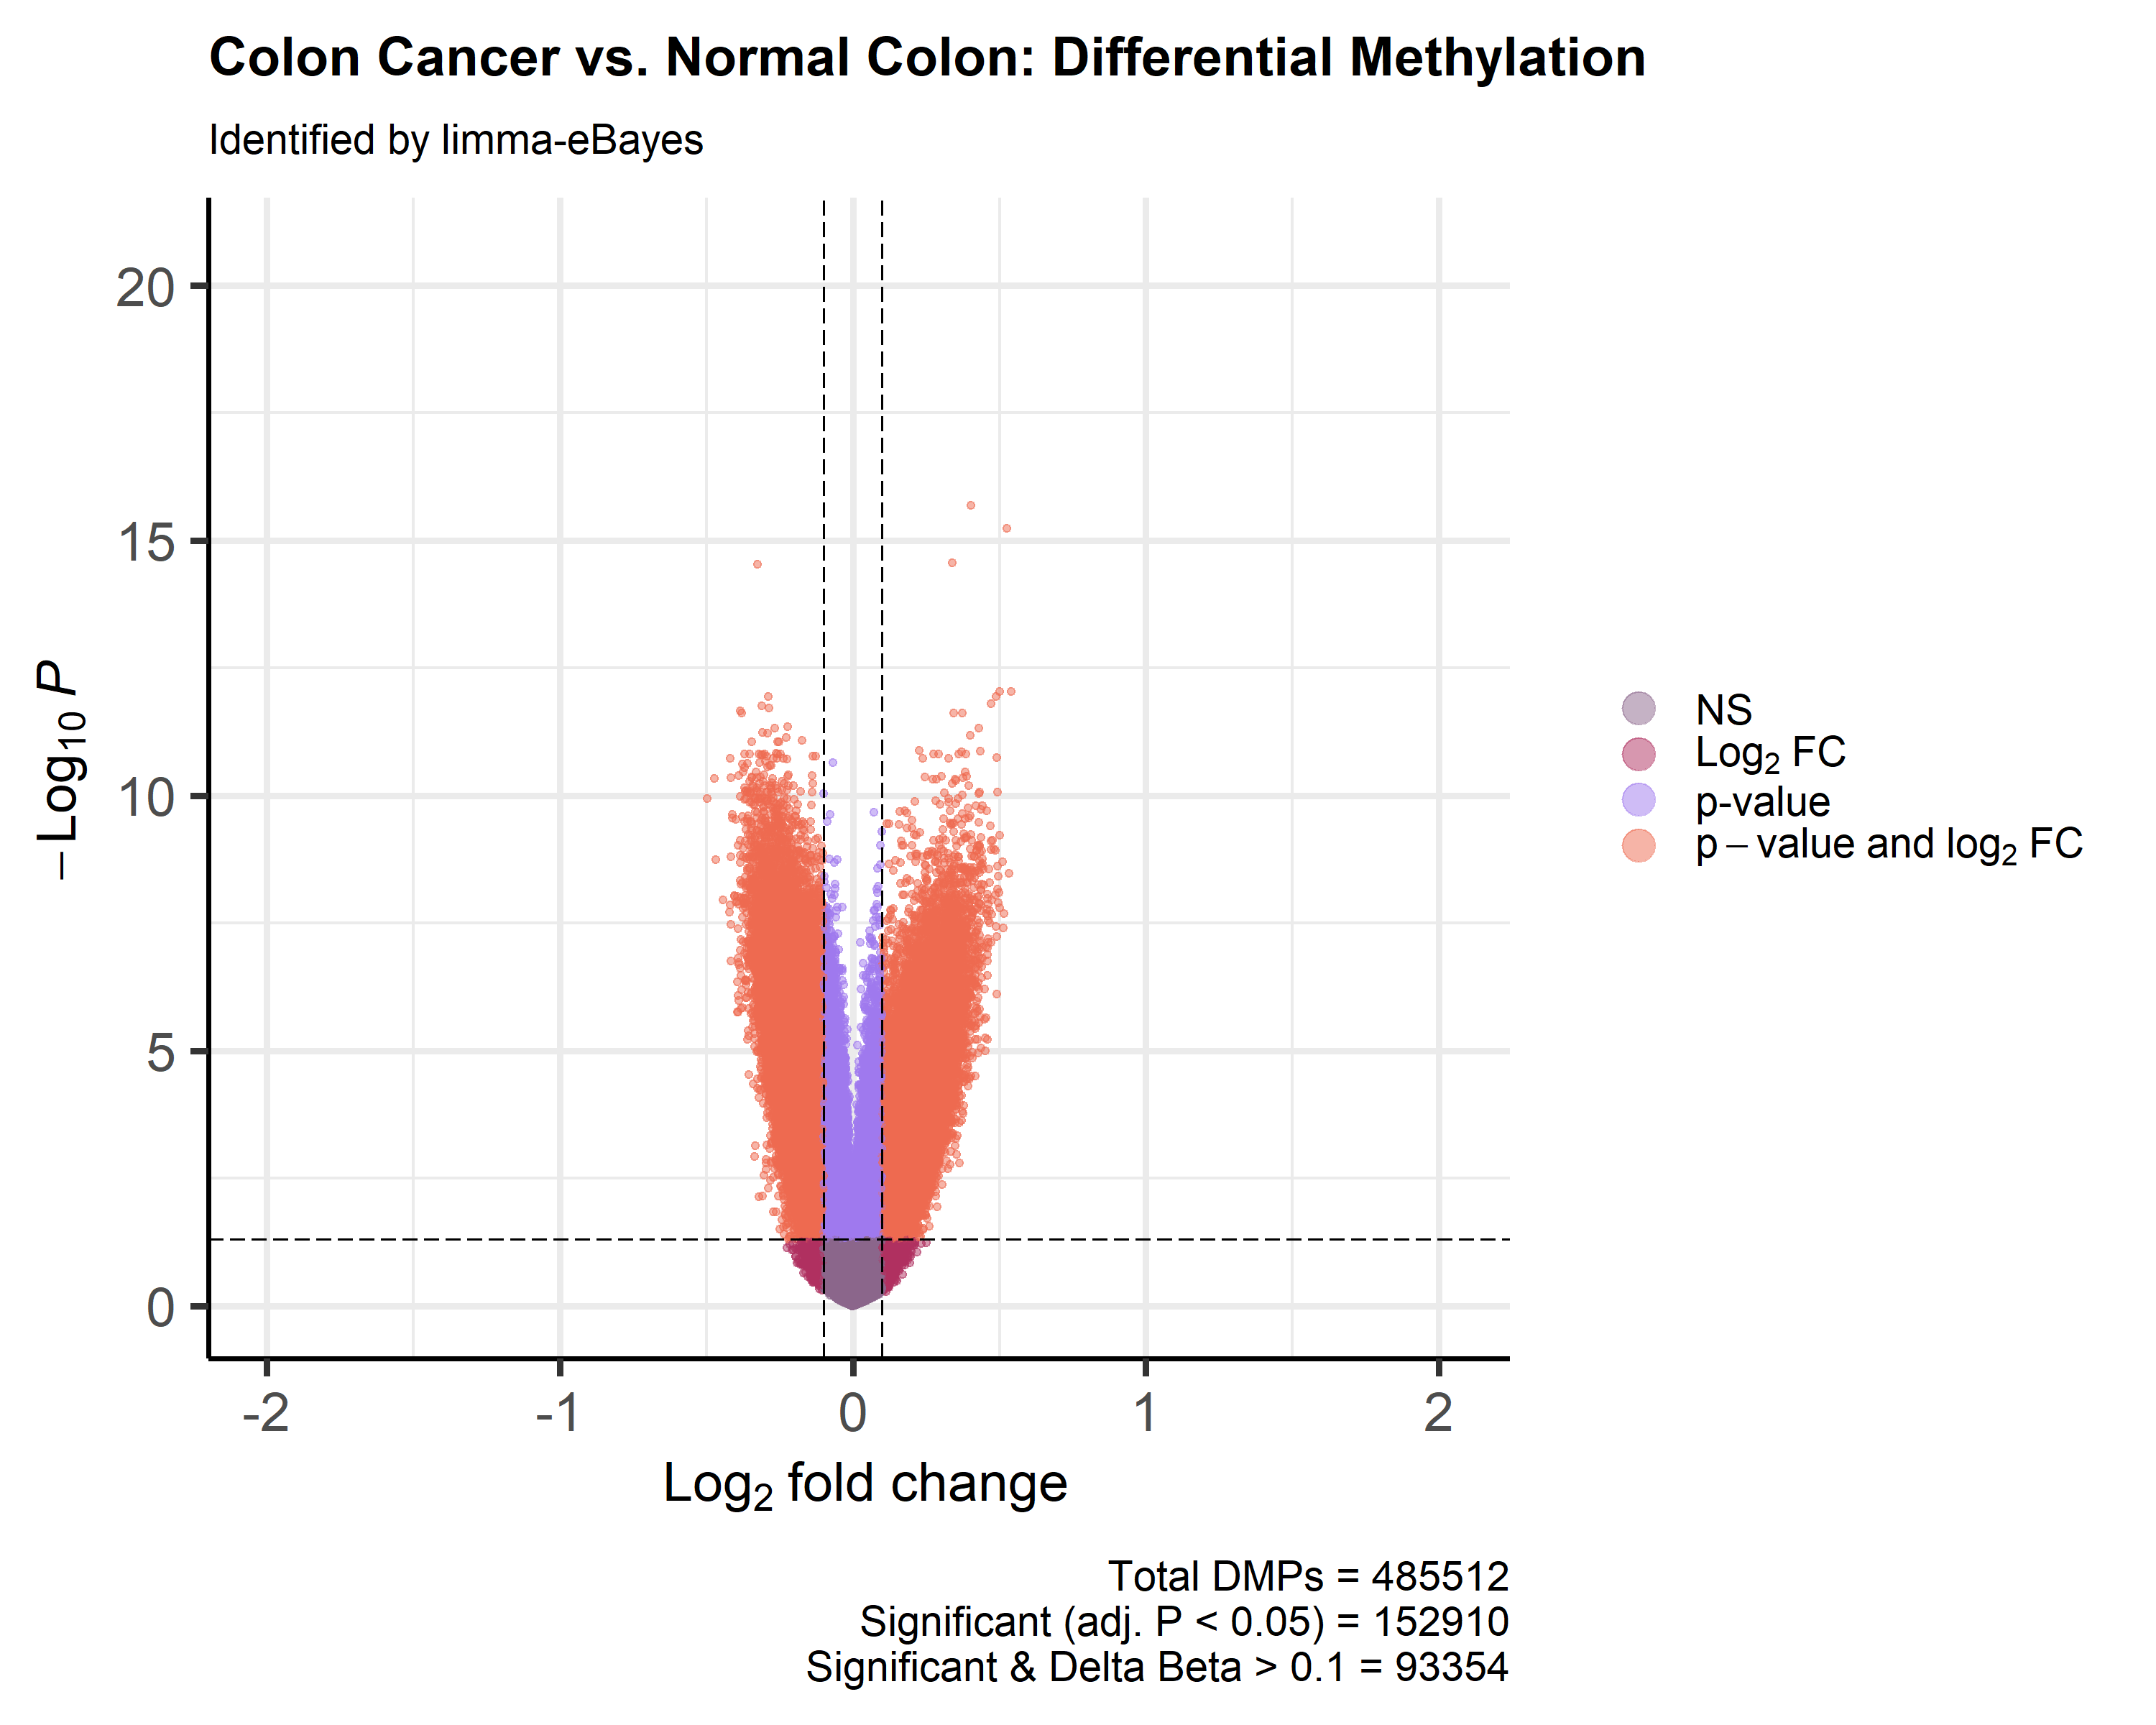 Colon Cancer vs. Normal Colon: Differential Methylation
Identified by limma-eBayes
20
15
10
5
0
−Log₁₀ P
-2 -1 0 1 2
Log₂ fold change
NS
Log₂ FC
p-value
p – value and log₂ FC
Total DMPs = 485512
Significant (adj. P < 0.05) = 152910
Significant & Delta Beta > 0.1 = 93354